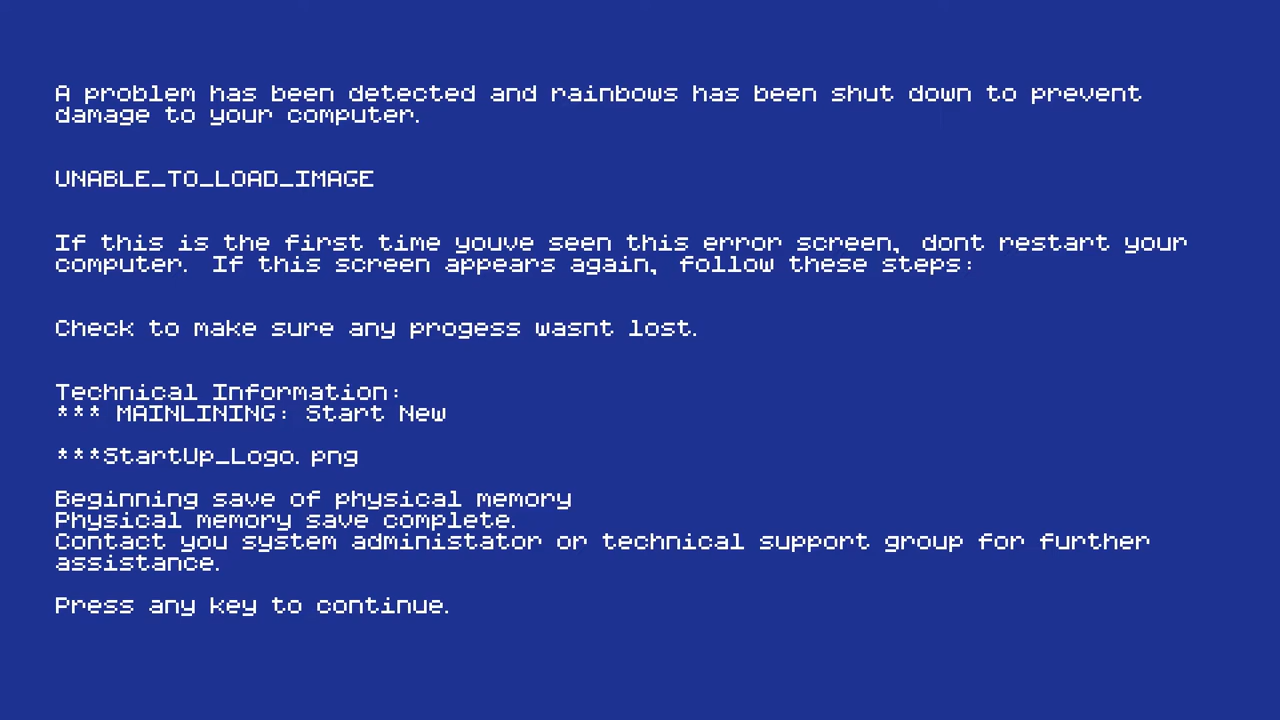 A problem has been detected and rainbows has been shut down to prevent
damage to your computer.
UNABLE_TO_LOAD_IMAGE
If this is the first time youve seen this error screen, dont restart your
computer. If this screen appears again, follow these steps:
Check to make sure any progess wasnt lost.
Technical Information:
*** MAINLINING: Start New
***StartUp_Logo.png
Beginning save of physical memory
Physical memory save complete.
Contact you system administator or technical support group for further
assistance.
Press any key to continue.